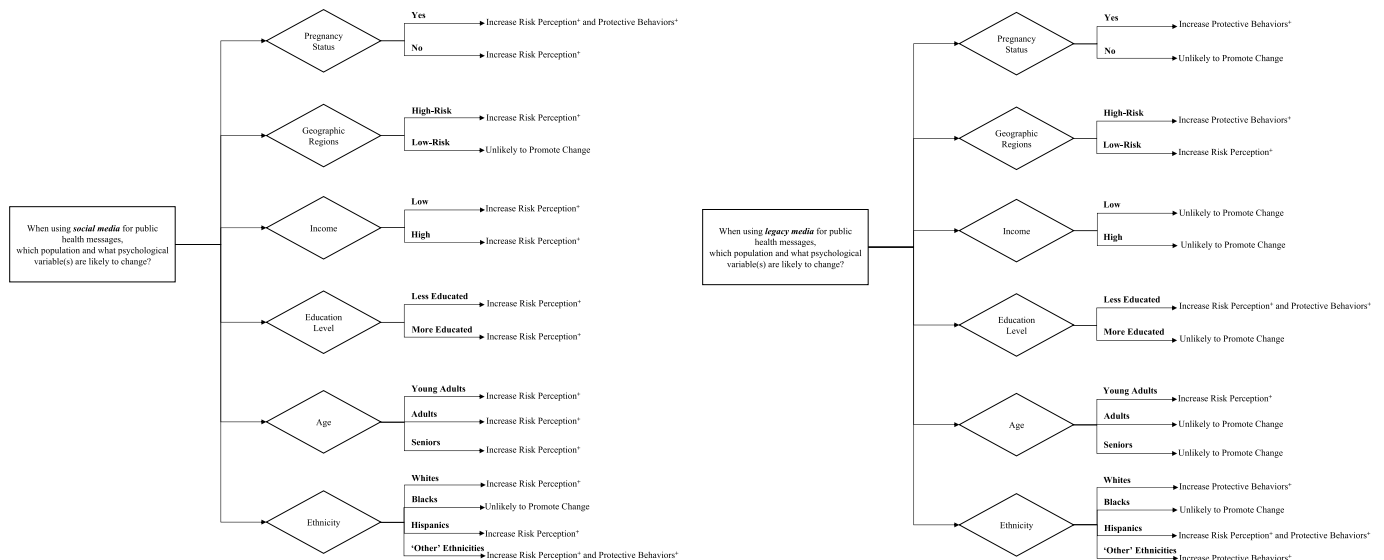 When using social media for public
health messages,
which population and what psychological
variable(s) are likely to change?
Pregnancy
Status
Yes
Increase Risk Perception⁺ and Protective Behaviors⁺
No
Increase Risk Perception⁺
Geographic
Regions
High-Risk
Increase Risk Perception⁺
Low-Risk
Unlikely to Promote Change
Income
Low
Increase Risk Perception⁺
High
Increase Risk Perception⁺
Education
Level
Less Educated
Increase Risk Perception⁺
More Educated
Increase Risk Perception⁺
Age
Young Adults
Increase Risk Perception⁺
Adults
Increase Risk Perception⁺
Seniors
Increase Risk Perception⁺
Ethnicity
Whites
Increase Risk Perception⁺
Blacks
Unlikely to Promote Change
Hispanics
Increase Risk Perception⁺
‘Other’ Ethnicities
Increase Risk Perception⁺ and Protective Behaviors⁺
When using legacy media for public
health messages,
which population and what psychological
variable(s) are likely to change?
Pregnancy
Status
Yes
Increase Protective Behaviors⁺
No
Unlikely to Promote Change
Geographic
Regions
High-Risk
Increase Protective Behaviors⁺
Low-Risk
Increase Risk Perception⁺
Income
Low
Unlikely to Promote Change
High
Unlikely to Promote Change
Education
Level
Less Educated
Increase Risk Perception⁺ and Protective Behaviors⁺
More Educated
Unlikely to Promote Change
Age
Young Adults
Increase Risk Perception⁺
Adults
Unlikely to Promote Change
Seniors
Unlikely to Promote Change
Ethnicity
Whites
Increase Protective Behaviors⁺
Blacks
Unlikely to Promote Change
Hispanics
Increase Risk Perception⁺ and Protective Behaviors⁺
‘Other’ Ethnicities
Increase Protective Behaviors⁺